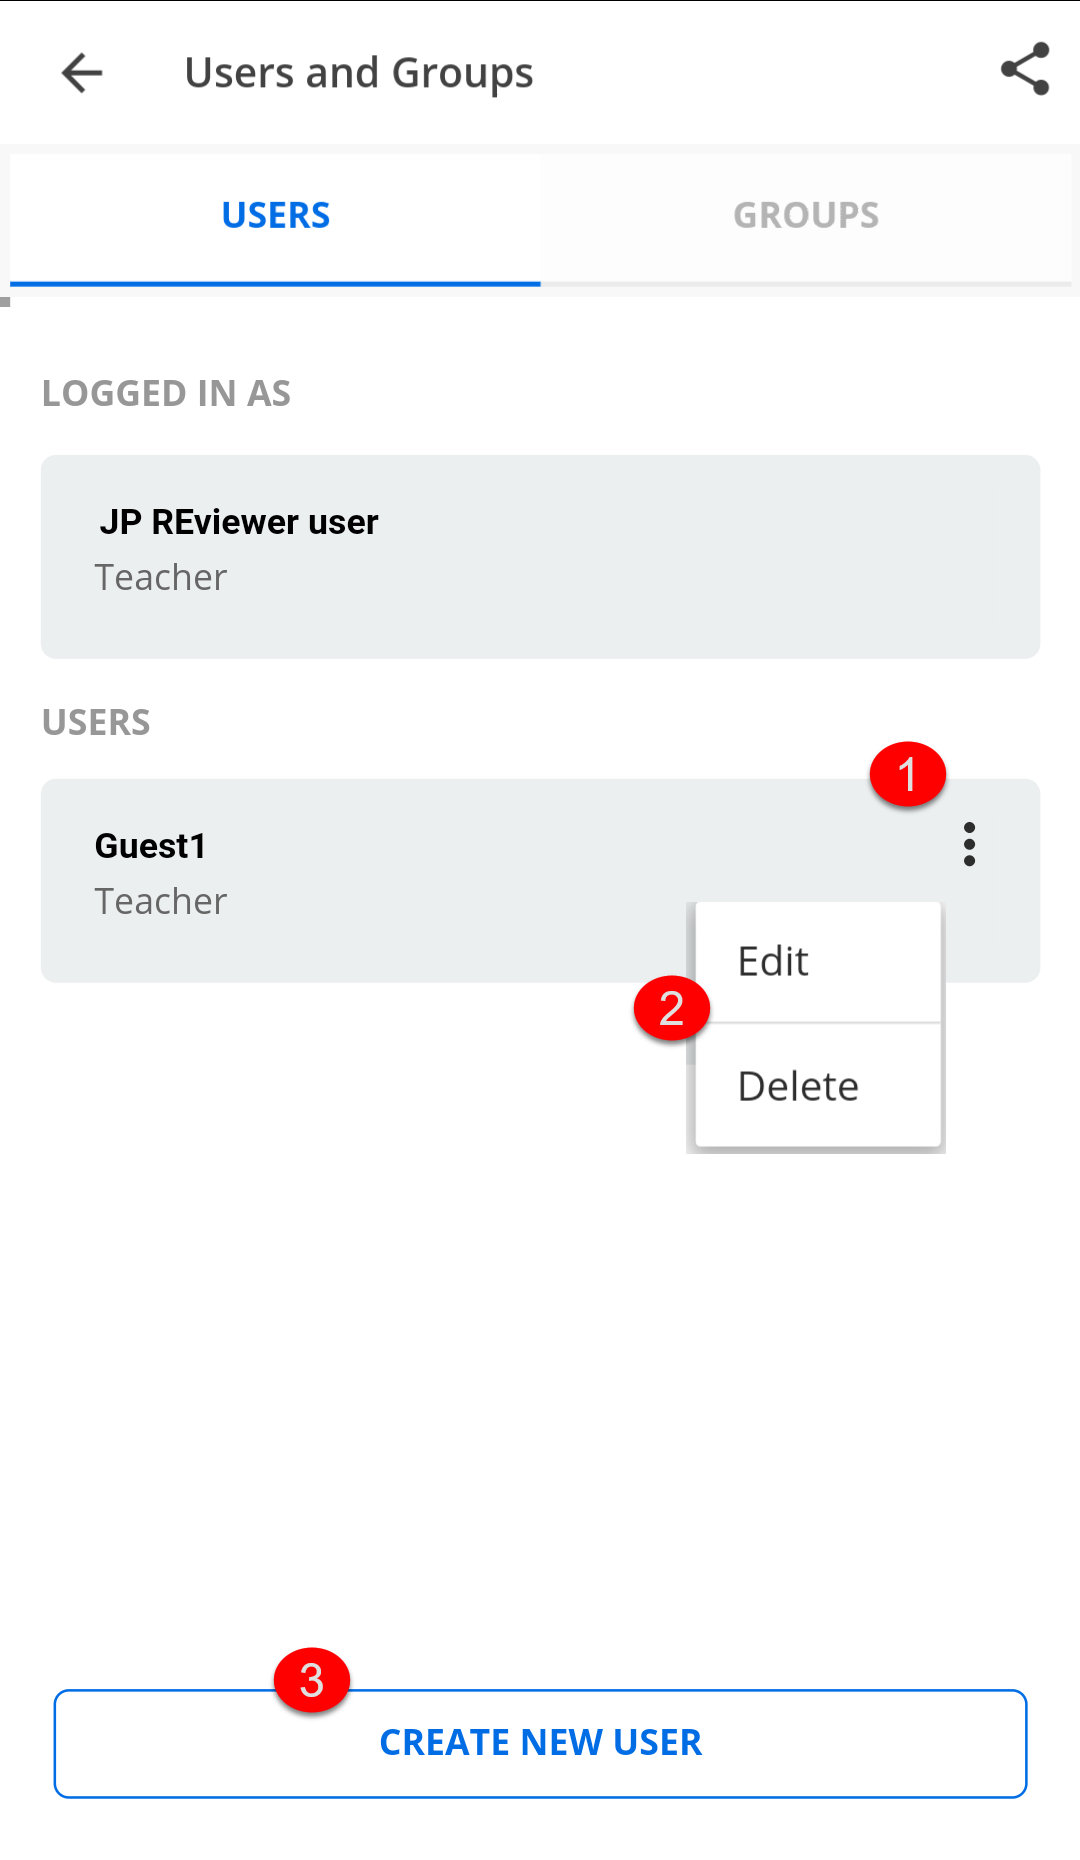 Users and Groups
USERS
GROUPS
LOGGED IN AS
JP REviewer user
Teacher
USERS
1
Guest1
Teacher
Edit
2
Delete
3
CREATE NEW USER